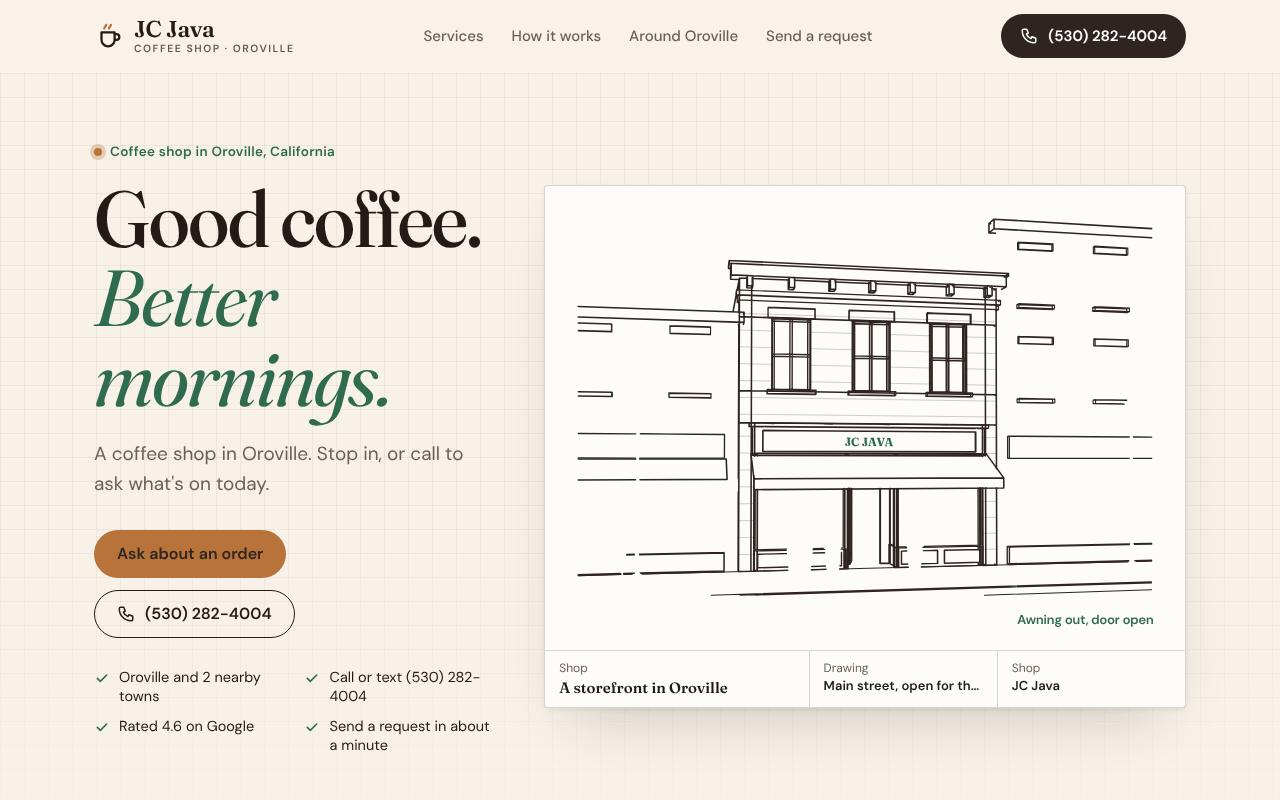 JC Java
COFFEE SHOP · OROVILLE
Services
How it works
Around Oroville
Send a request
(530) 282-4004
Coffee shop in Oroville, California
Good coffee.
Better
mornings.
A coffee shop in Oroville. Stop in, or call to
ask what's on today.
Ask about an order
(530) 282-4004
Oroville and 2 nearby
towns
Call or text (530) 282-
4004
Rated 4.6 on Google
Send a request in about
a minute
JC JAVA
Awning out, door open
Shop
A storefront in Oroville
Drawing
Main street, open for th…
Shop
JC Java